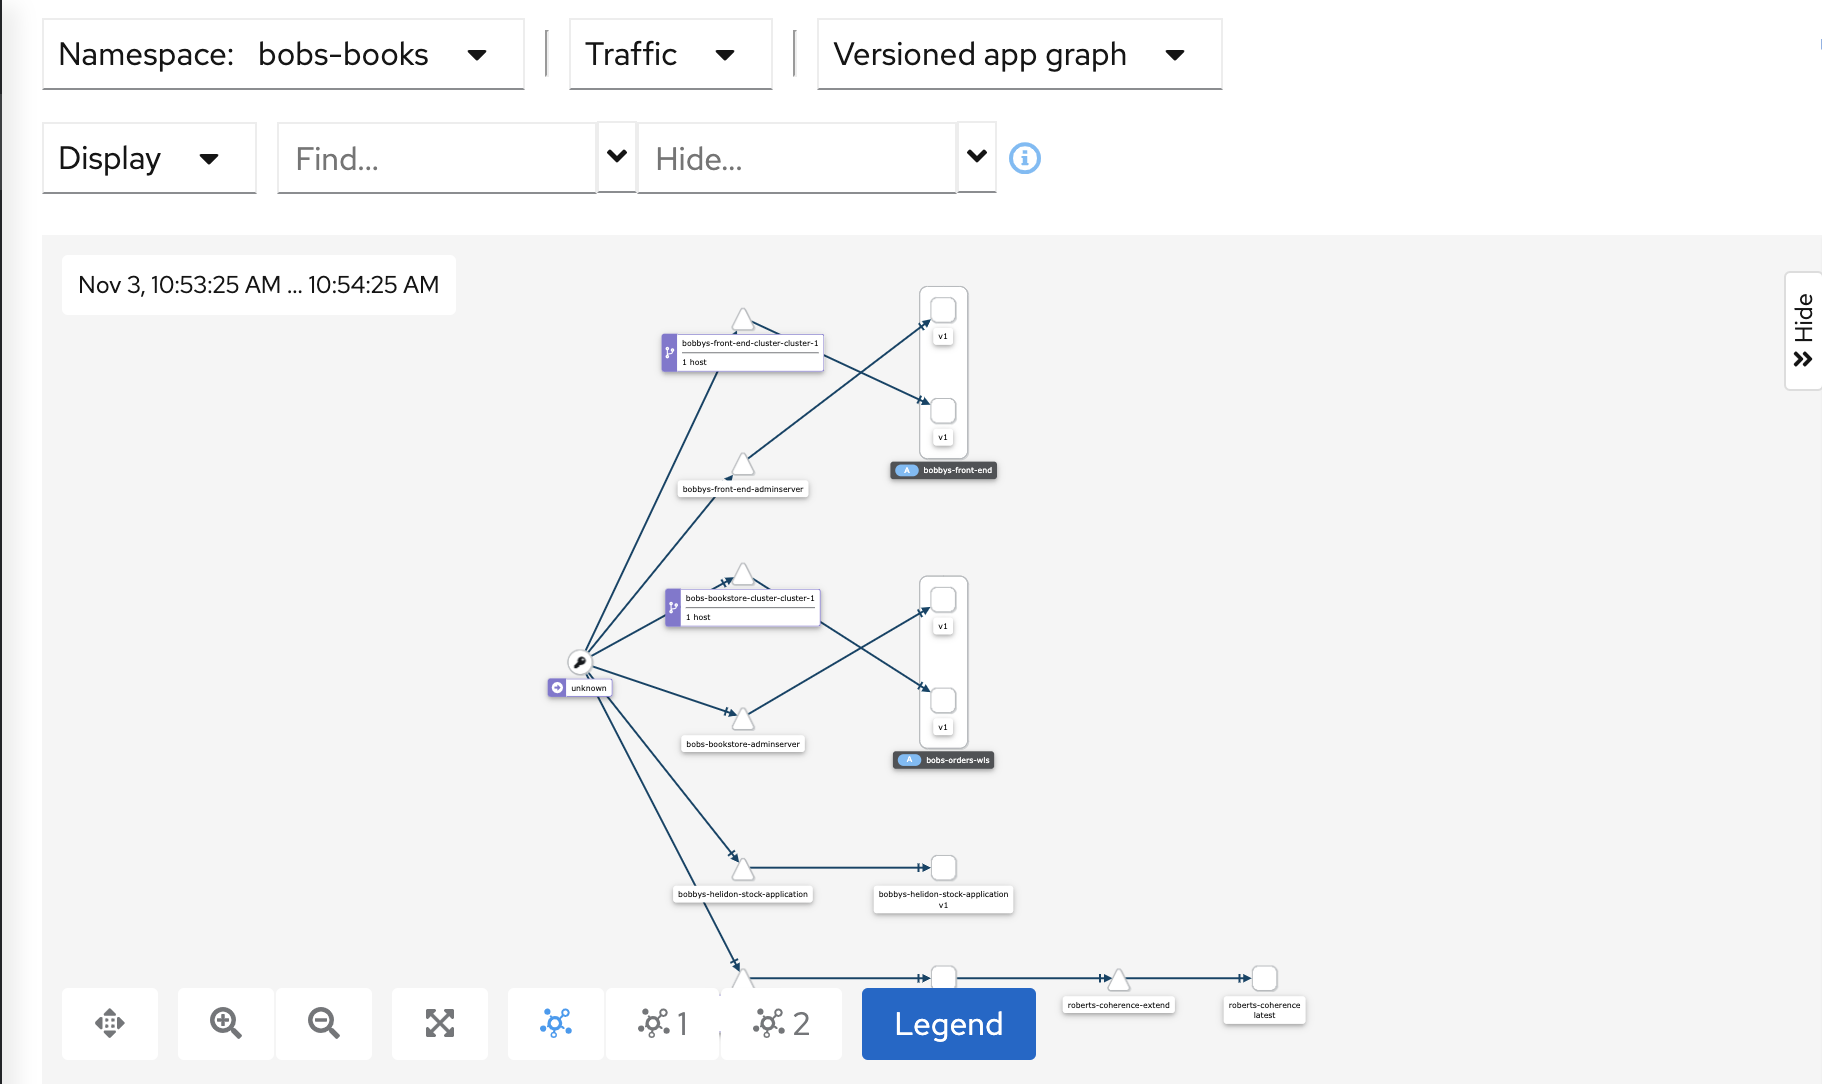 Namespace: bobs-books
Traffic
Versioned app graph
Display
Find...
Hide...
Nov 3, 10:53:25 AM ... 10:54:25 AM
Hide
bobbys-front-end-cluster-cluster-1
1 host
v1
v1
A bobbys-front-end
bobbys-front-end-adminserver
bobs-bookstore-cluster-cluster-1
1 host
v1
unknown
v1
bobs-bookstore-adminserver
A bobs-orders-wls
bobbys-helidon-stock-application
bobbys-helidon-stock-application
v1
roberts-coherence-extend
roberts-coherence
latest
1
2
Legend